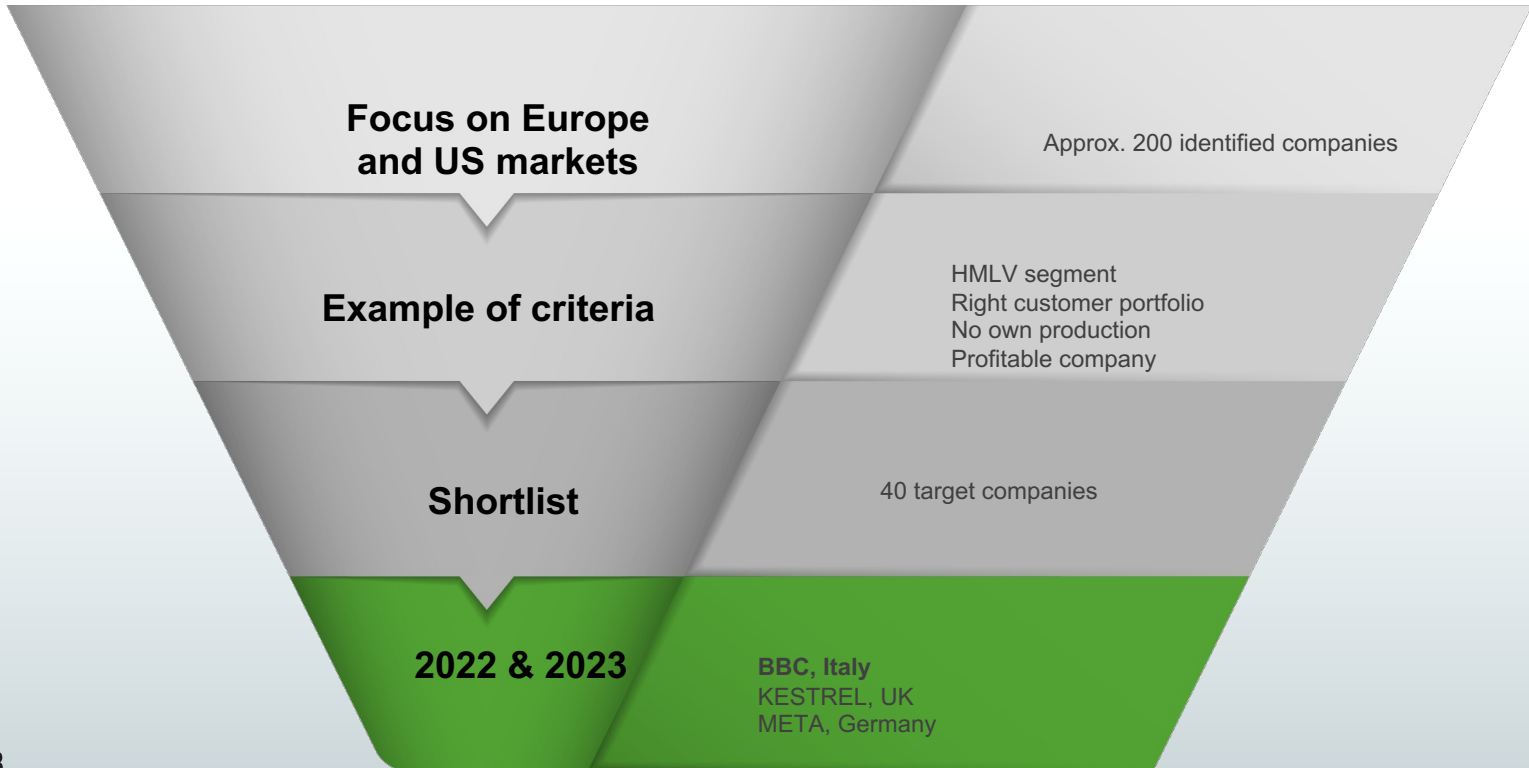 Focus on Europe
and US markets
Approx. 200 identified companies
Example of criteria
HMLV segment
Right customer portfolio
No own production
Profitable company
Shortlist
40 target companies
2022 & 2023
BBC, Italy
KESTREL, UK
META, Germany